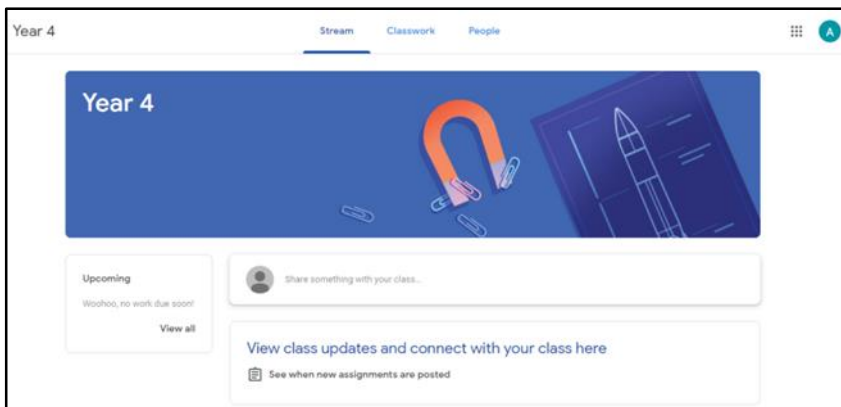 Year 4
Stream Classwork People
A
Year 4
Upcoming
Woohoo, no work due soon!
View all
Share something with your class...
View class updates and connect with your class here
See when new assignments are posted